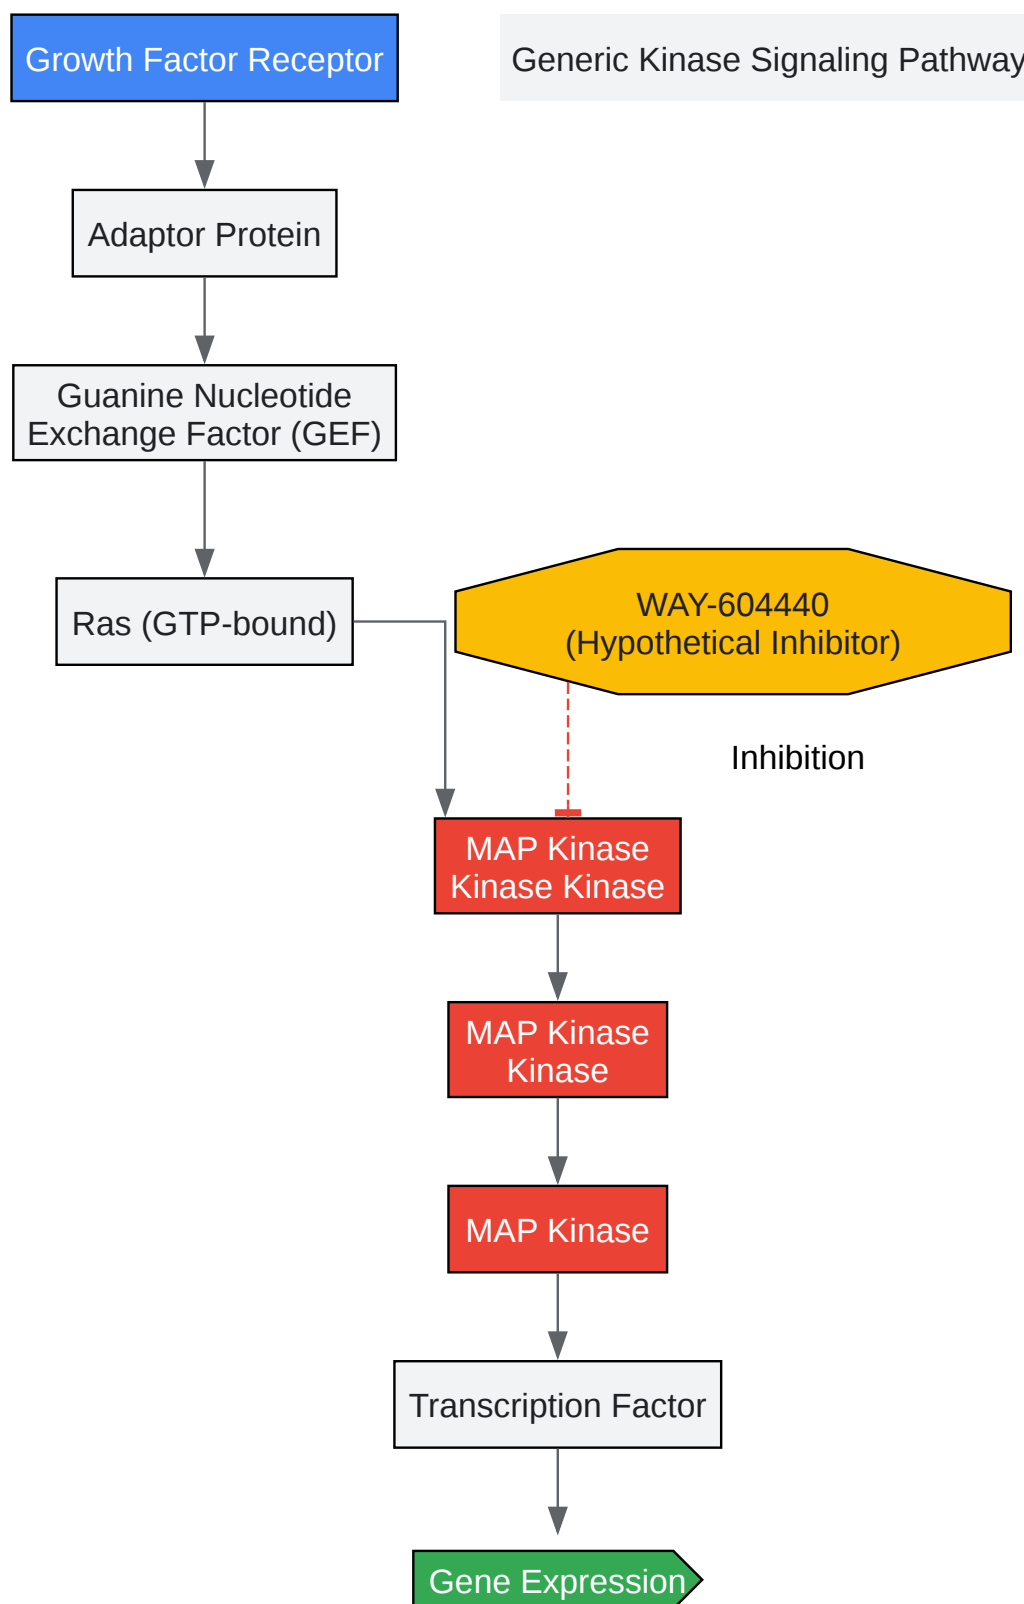 Growth Factor Receptor
Generic Kinase Signaling Pathway
Adaptor Protein
Guanine Nucleotide
Exchange Factor (GEF)
Ras (GTP-bound)
WAY-604440
(Hypothetical Inhibitor)
Inhibition
MAP Kinase
Kinase Kinase
MAP Kinase
Kinase
MAP Kinase
Transcription Factor
Gene Expression